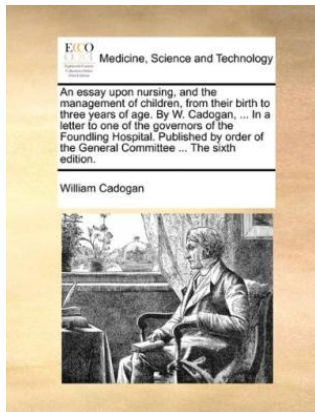 ECCO
Medicine, Science and Technology
An essay upon nursing, and the
management of children, from their birth to
three years of age. By W. Cadogan, ... In a
letter to one of the governors of the
Foundling Hospital. Published by order of
the General Committee ... The sixth
edition.
William Cadogan